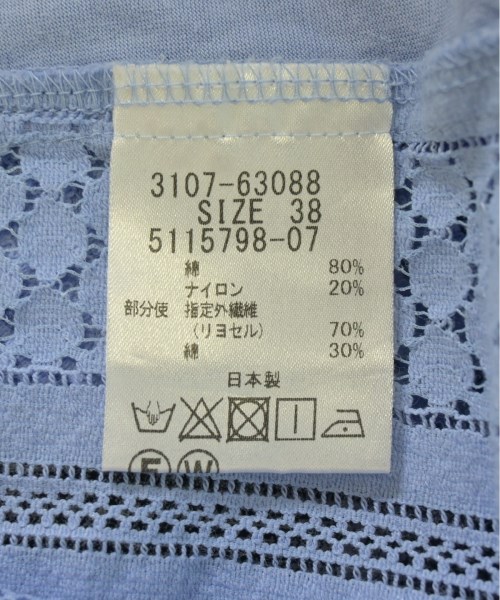 3107-63088
SIZE 38
5115798-07
綿 80%
ナイロン 20%
部分使 指定外繊維
(リヨセル) 70%
綿 30%
日本製
F W